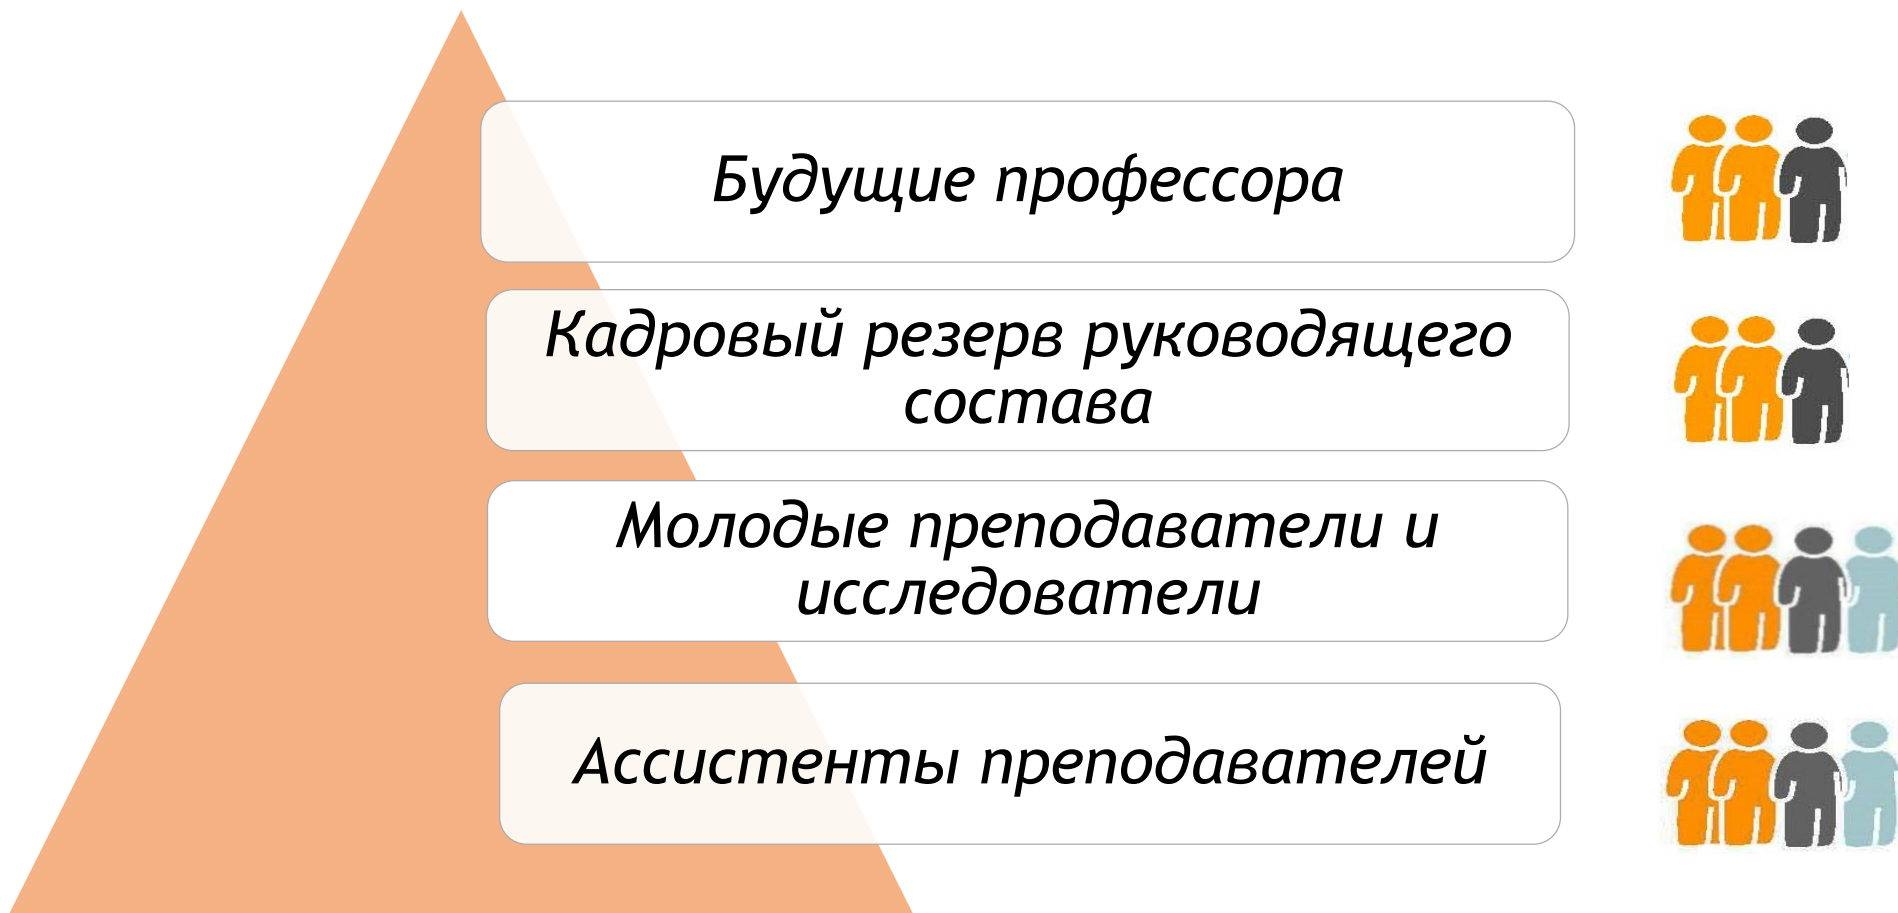 Будущие профессора
Кадровый резерв руководящего
состава
Молодые преподаватели и
исследователи
Ассистенты преподавателей